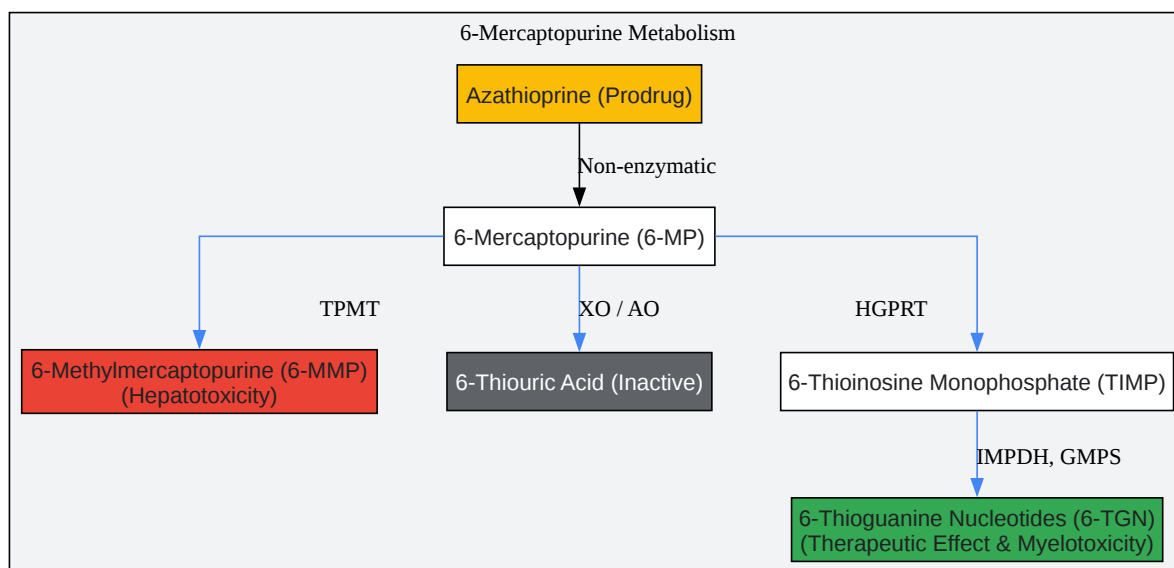 6-Mercaptopurine Metabolism
Azathioprine (Prodrug)
Non-enzymatic
6-Mercaptopurine (6-MP)
TPMT
XO / AO
HGPRT
6-Methylmercaptopurine (6-MMP)
(Hepatotoxicity)
6-Thiouric Acid (Inactive)
6-Thioinosine Monophosphate (TIMP)
IMPDH, GMPS
6-Thioguanine Nucleotides (6-TGN)
(Therapeutic Effect & Myelotoxicity)